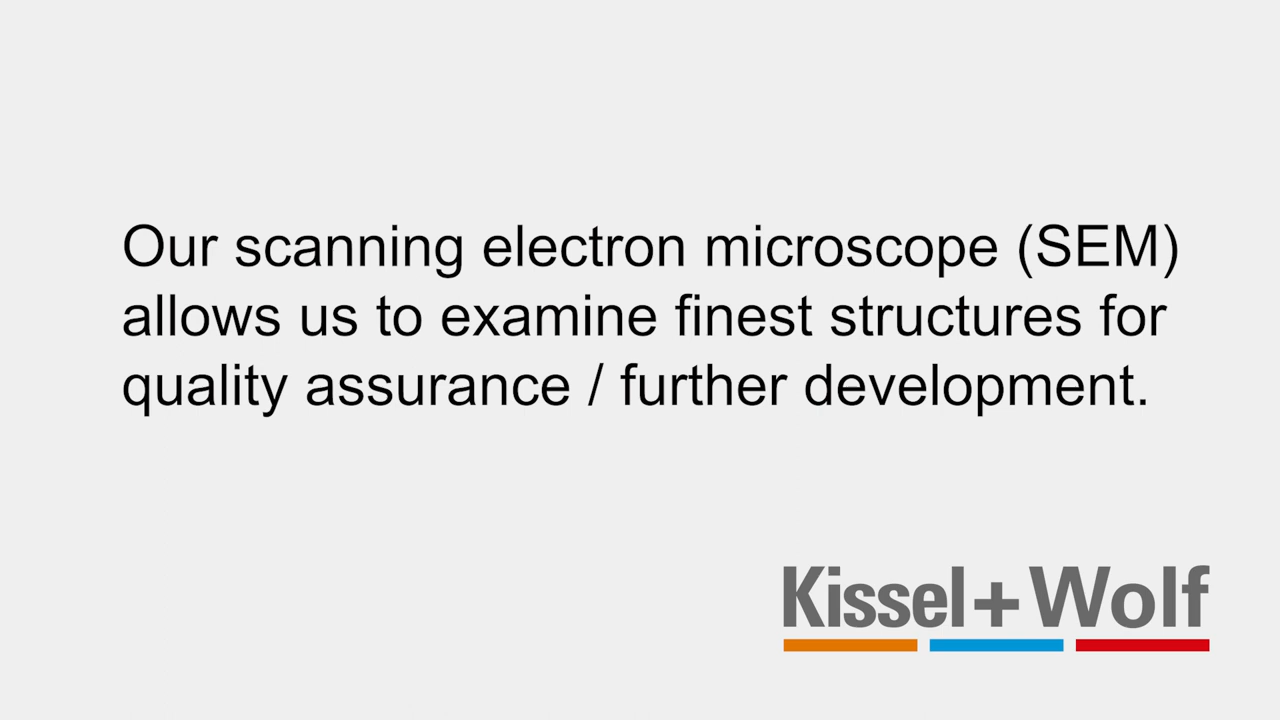 Our scanning electron microscope (SEM)
allows us to examine finest structures for
quality assurance / further development.
Kissel+Wolf